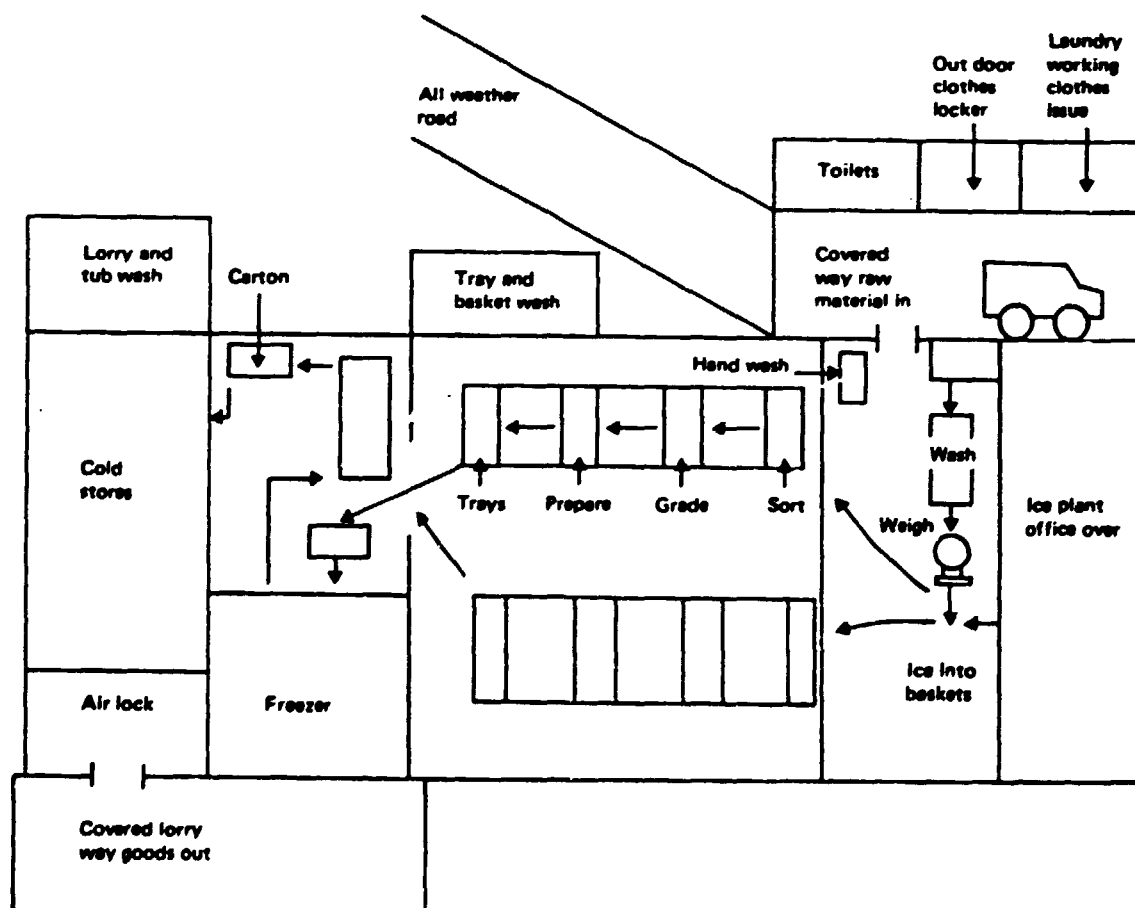 Laundry
working
clothes
issue
Out door
clothes
locker
All weather
road
Toilets
Lorry and
tub wash
Carton
Tray and
basket wash
Covered
way raw
material in
Hand wash
Cold
stores
Trays
Prepare
Grade
Sort
Wash
Weigh
Ice plant
office over
Ice into
baskets
Air lock
Freezer
Covered lorry
way goods out